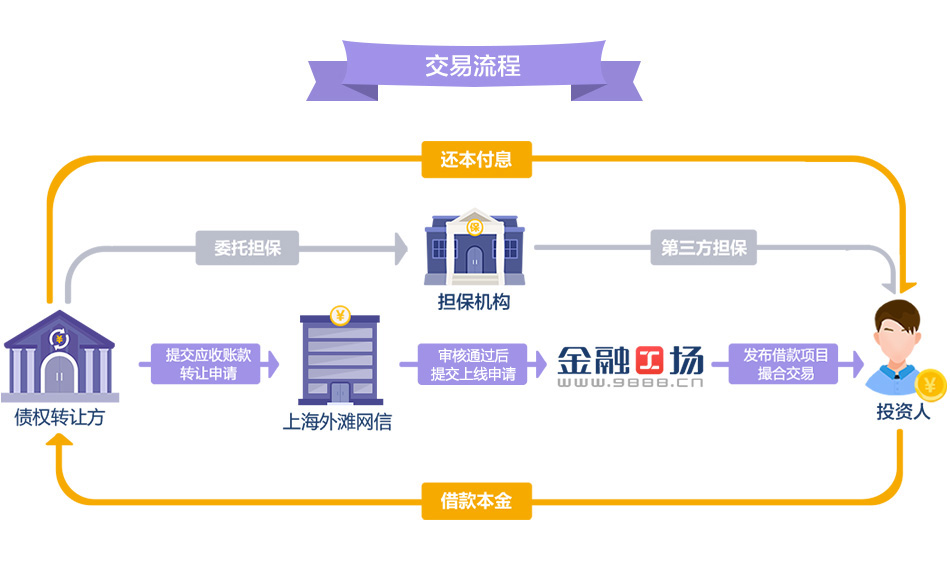 交易流程
还本付息
委托担保
保
第三方担保
担保机构
¥
¥
提交应收账款
转让申请
审核通过后
提交上线申请
金融工场
www.9888.cn
发布借款项目
撮合交易
¥
债权转让方
上海外滩网信
投资人
借款本金